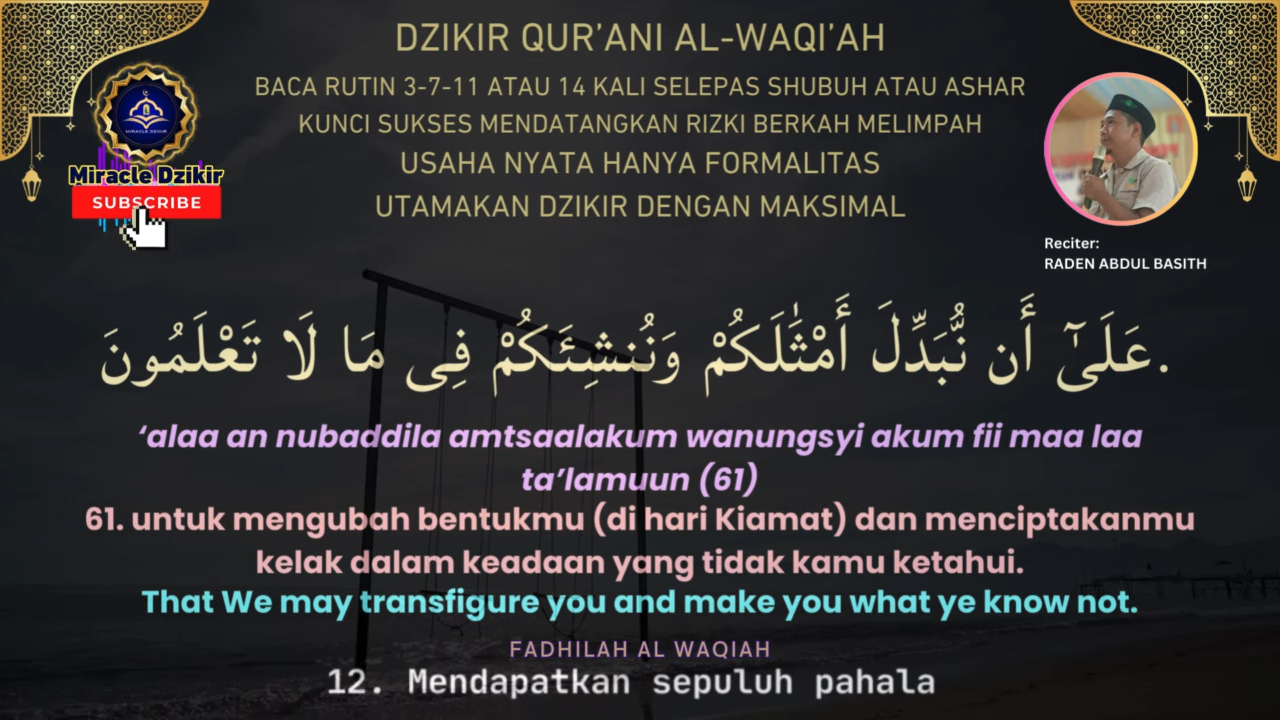 DZIKIR QUR'ANI AL-WAQI'AH
BACA RUTIN 3-7-11 ATAU 14 KALI SELEPAS SHUBUH ATAU ASHAR
KUNCI SUKSES MENDATANGKAN RIZKI BERKAH MELIMPAH
USAHA NYATA HANYA FORMALITAS
UTAMAKAN DZIKIR DENGAN MAKSIMAL
MIRACLE DZIKIR
Miracle Dzikir
SUBSCRIBE
Reciter:
RADEN ABDUL BASITH
عَلَىٰٓ أَن نُّبَدِّلَ أَمْثَٰلَكُمْ وَنُنشِئَكُمْ فِى مَا لَا تَعْلَمُونَ.
‘alaa an nubaddila amtsaalakum wanungsyi akum fii maa laa
ta’lamuun (61)
61. untuk mengubah bentukmu (di hari Kiamat) dan menciptakanmu
kelak dalam keadaan yang tidak kamu ketahui.
That We may transfigure you and make you what ye know not.
FADHILAH AL WAQIAH
12. Mendapatkan sepuluh pahala